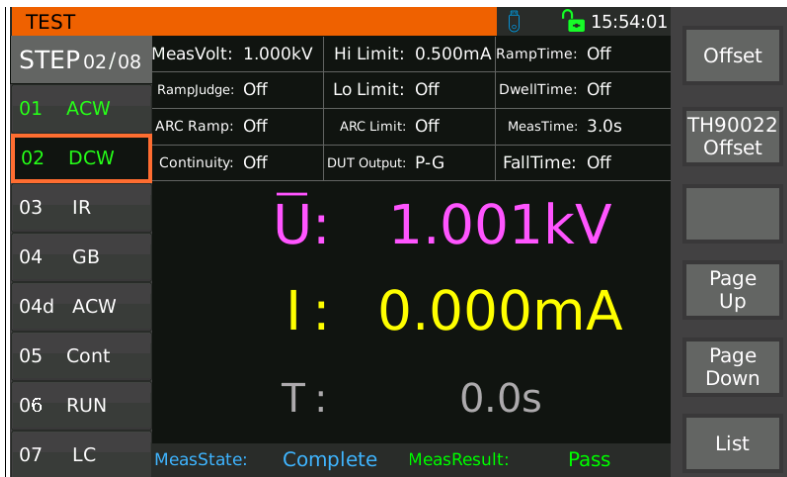 TEST 15:54:01
STEP 02/08
01 ACW
02 DCW
03 IR
04 GB
04d ACW
05 Cont
06 RUN
07 LC
MeasVolt: 1.000kV Hi Limit: 0.500mA RampTime: Off
RampJudge: Off Lo Limit: Off DwellTime: Off
ARC Ramp: Off ARC Limit: Off MeasTime: 3.0s
Continuity: Off DUT Output: P-G FallTime: Off
U: 1.001kV
I : 0.000mA
T : 0.0s
MeasState: Complete MeasResult: Pass
Offset
TH90022
Offset
Page
Up
Page
Down
List